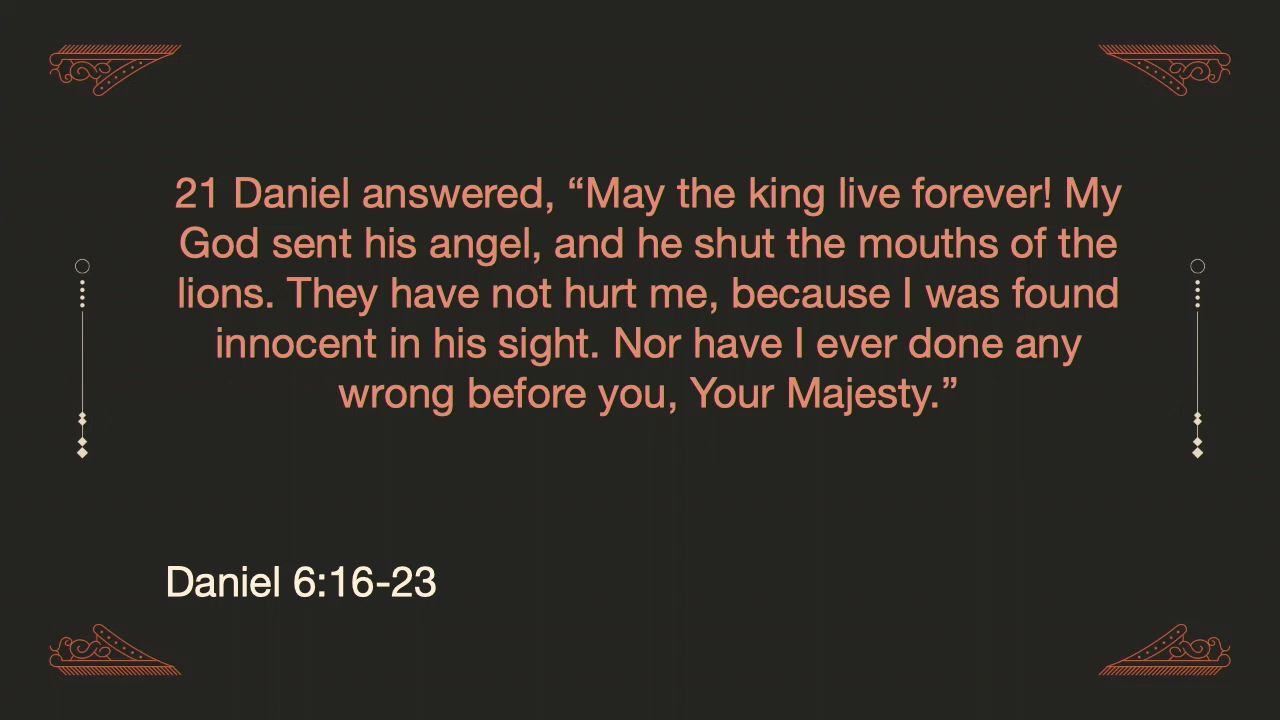 21 Daniel answered, “May the king live forever! My
God sent his angel, and he shut the mouths of the
lions. They have not hurt me, because I was found
innocent in his sight. Nor have I ever done any
wrong before you, Your Majesty.”
Daniel 6:16-23